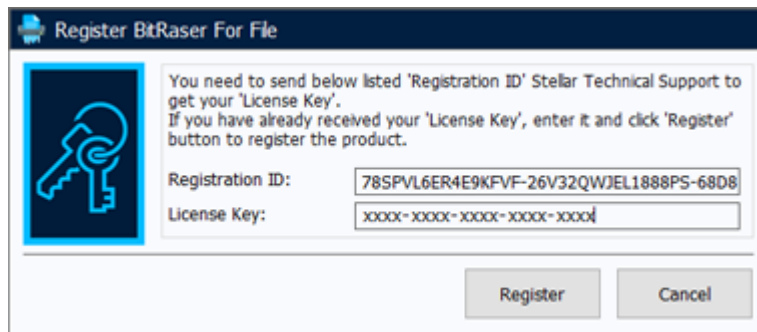 Register BitRaser For File
You need to send below listed 'Registration ID' Stellar Technical Support to
get your 'License Key'.
If you have already received your 'License Key', enter it and click 'Register'
button to register the product.
Registration ID: 78SPVL6ER4E9KFVF-26V32QWJEL1888PS-68D8
License Key: xxxx-xxxx-xxxx-xxxx-xxxx
Register Cancel